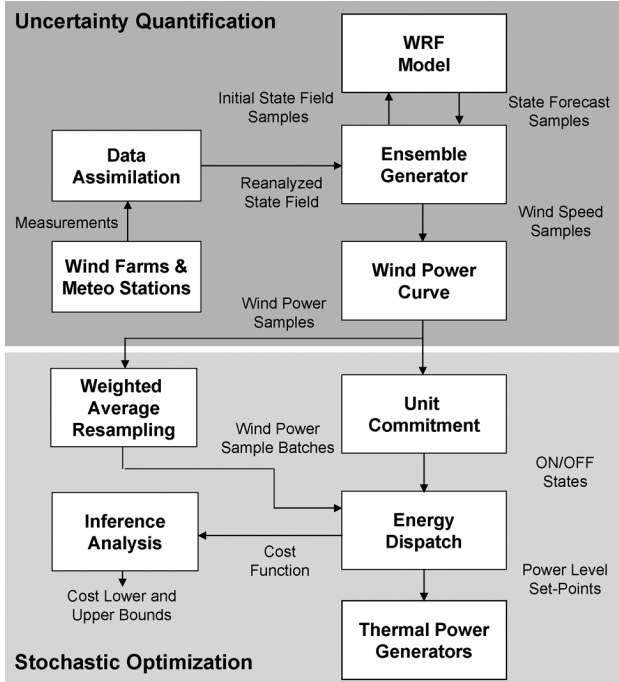 Uncertainty Quantification
WRF
Model
Initial State Field
Samples
State Forecast
Samples
Data
Assimilation
Ensemble
Generator
Reanalyzed
State Field
Measurements
Wind Speed
Samples
Wind Farms &
Meteo Stations
Wind Power
Curve
Wind Power
Samples
Weighted
Average
Resampling
Unit
Commitment
Wind Power
Sample Batches
ON/OFF
States
Inference
Analysis
Energy
Dispatch
Cost
Function
Power Level
Set-Points
Cost Lower and
Upper Bounds
Thermal Power
Generators
Stochastic Optimization